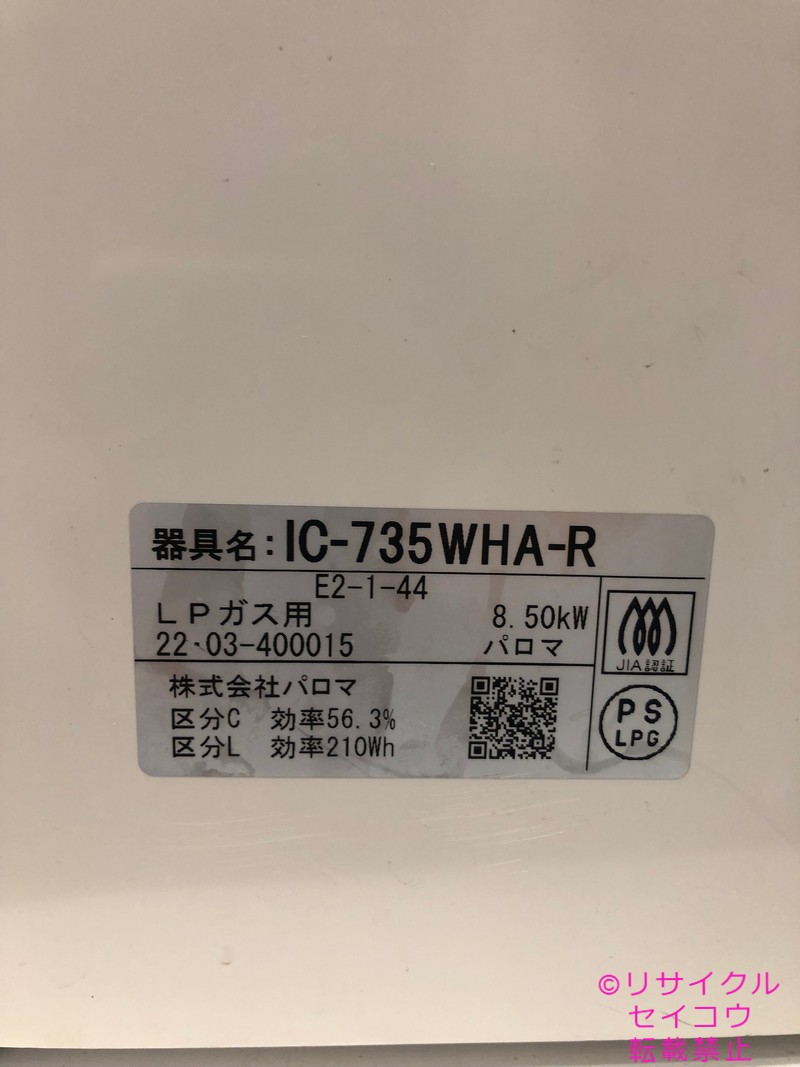 器具名：IC-735WHA-R
E2-1-44
LPガス用 8.50kW
22・03-400015 パロマ
JIA認証
株式会社パロマ
区分C 効率56.3%
区分L 効率210Wh
PS
LPG
©リサイクル
セイコウ
転載禁止